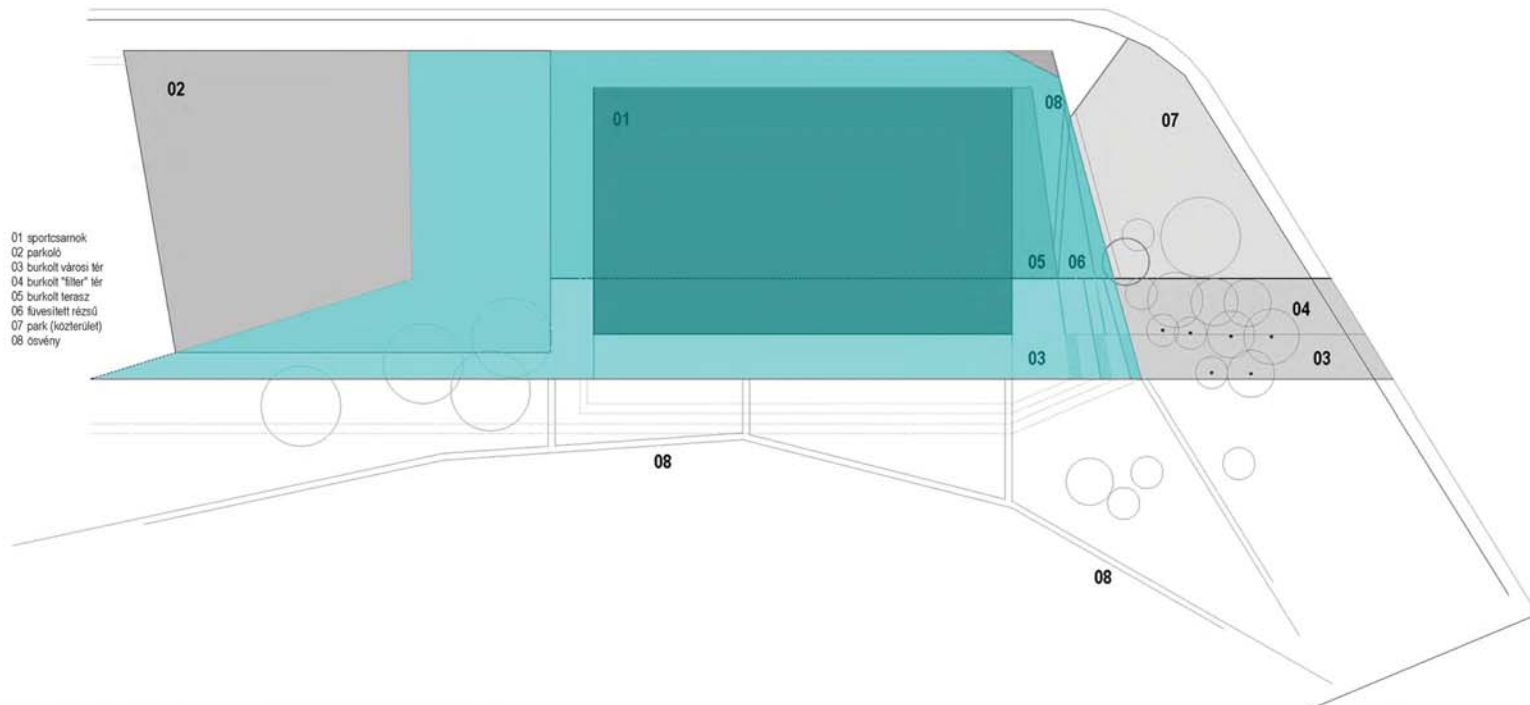 02
01
08
07
01 sportcsarnok
02 parkoló
03 burkolt városi tér
04 burkolt "filter" tér
05 burkolt terasz
06 füvesített rézsű
07 park (közterület)
08 ösvény
05 06
04
03 03
08
08